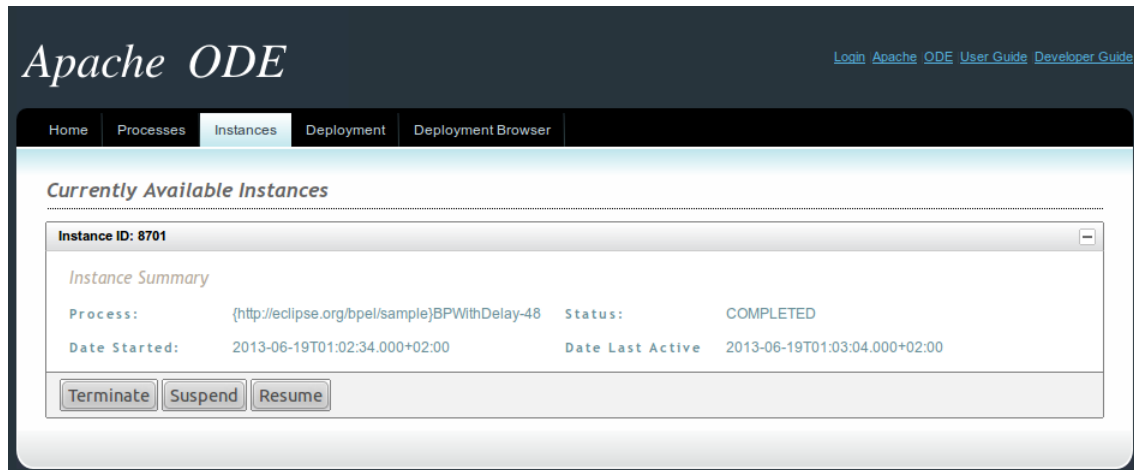 Apache ODE
Login Apache ODE User Guide Developer Guide
Home Processes Instances Deployment Deployment Browser
Currently Available Instances
Instance ID: 8701
Instance Summary
Process: {http://eclipse.org/bpel/sample}BPWithDelay-48 Status: COMPLETED
Date Started: 2013-06-19T01:02:34.000+02:00 Date Last Active 2013-06-19T01:03:04.000+02:00
Terminate Suspend Resume